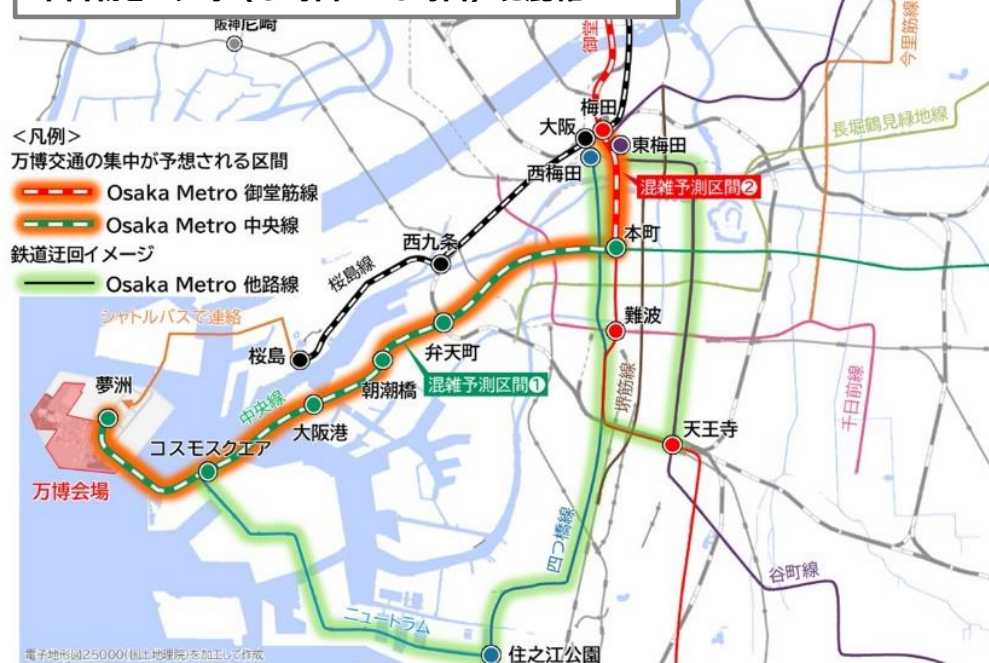 阪神尼崎
御堂
今里筋線
梅田
大阪
東梅田
西梅田
長堀鶴見緑地線
<凡例>
万博交通の集中が予想される区間
Osaka Metro 御堂筋線
Osaka Metro 中央線
鉄道迂回イメージ
Osaka Metro 他路線
混雑予測区間❷
本町
西九条
桜島線
シャトルバスで連絡
難波
桜島
弁天町
朝潮橋
混雑予測区間❶
堺筋線
千日前線
夢洲
中央線
大阪港
コスモスクエア
天王寺
万博会場
四つ橋線
谷町線
ニュートラム
住之江公園
電子地形図25000(国土地理院)を加工して作成